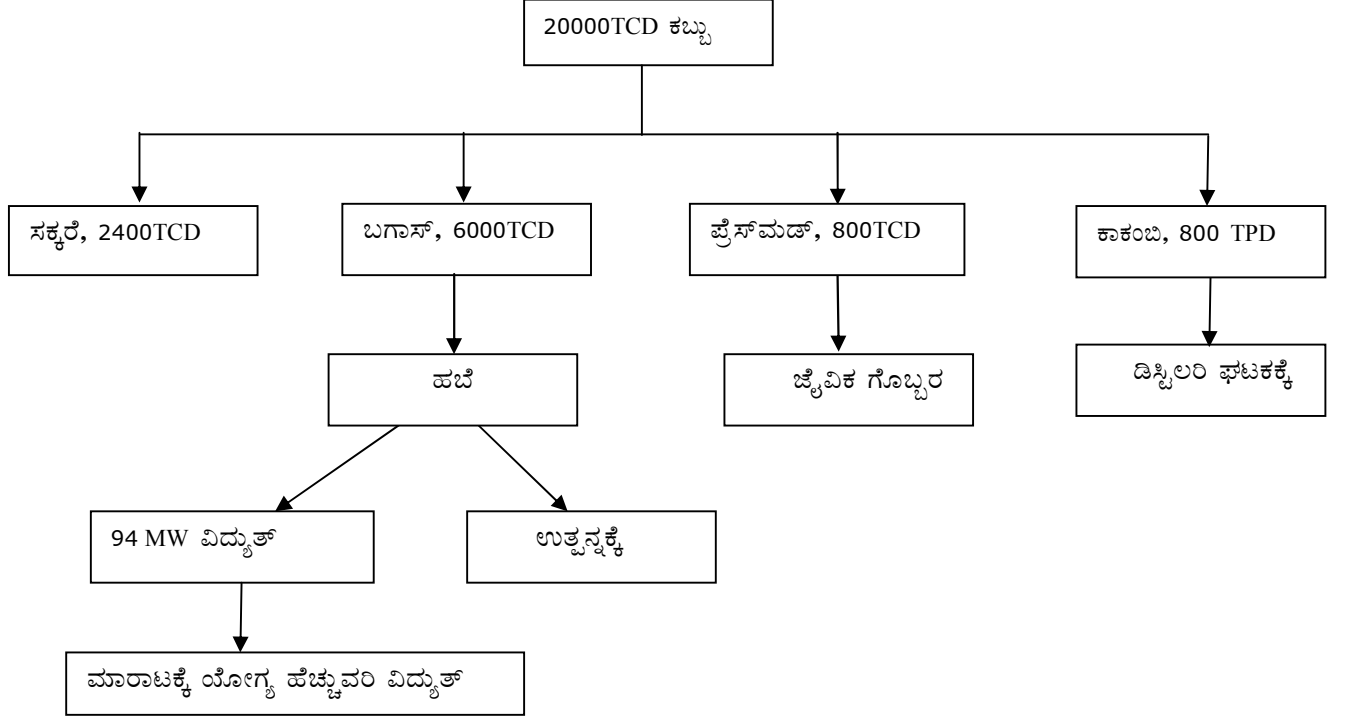 20000TCD ಕಬ್ಬು
ಸಕ್ಕರೆ, 2400TCD
ಬಗಾಸ್, 6000TCD
ಪ್ರೆಸ್‌ಮಡ್, 800TCD
ಕಾಕಂಬಿ, 800 TPD
ಹಬೆ
ಜೈವಿಕ ಗೊಬ್ಬರ
ಡಿಸ್ಟಿಲರಿ ಘಟಕಕ್ಕೆ
94 MW ವಿದ್ಯುತ್
ಉತ್ಪನ್ನಕ್ಕೆ
ಮಾರಾಟಕ್ಕೆ ಯೋಗ್ಯ ಹೆಚ್ಚುವರಿ ವಿದ್ಯುತ್